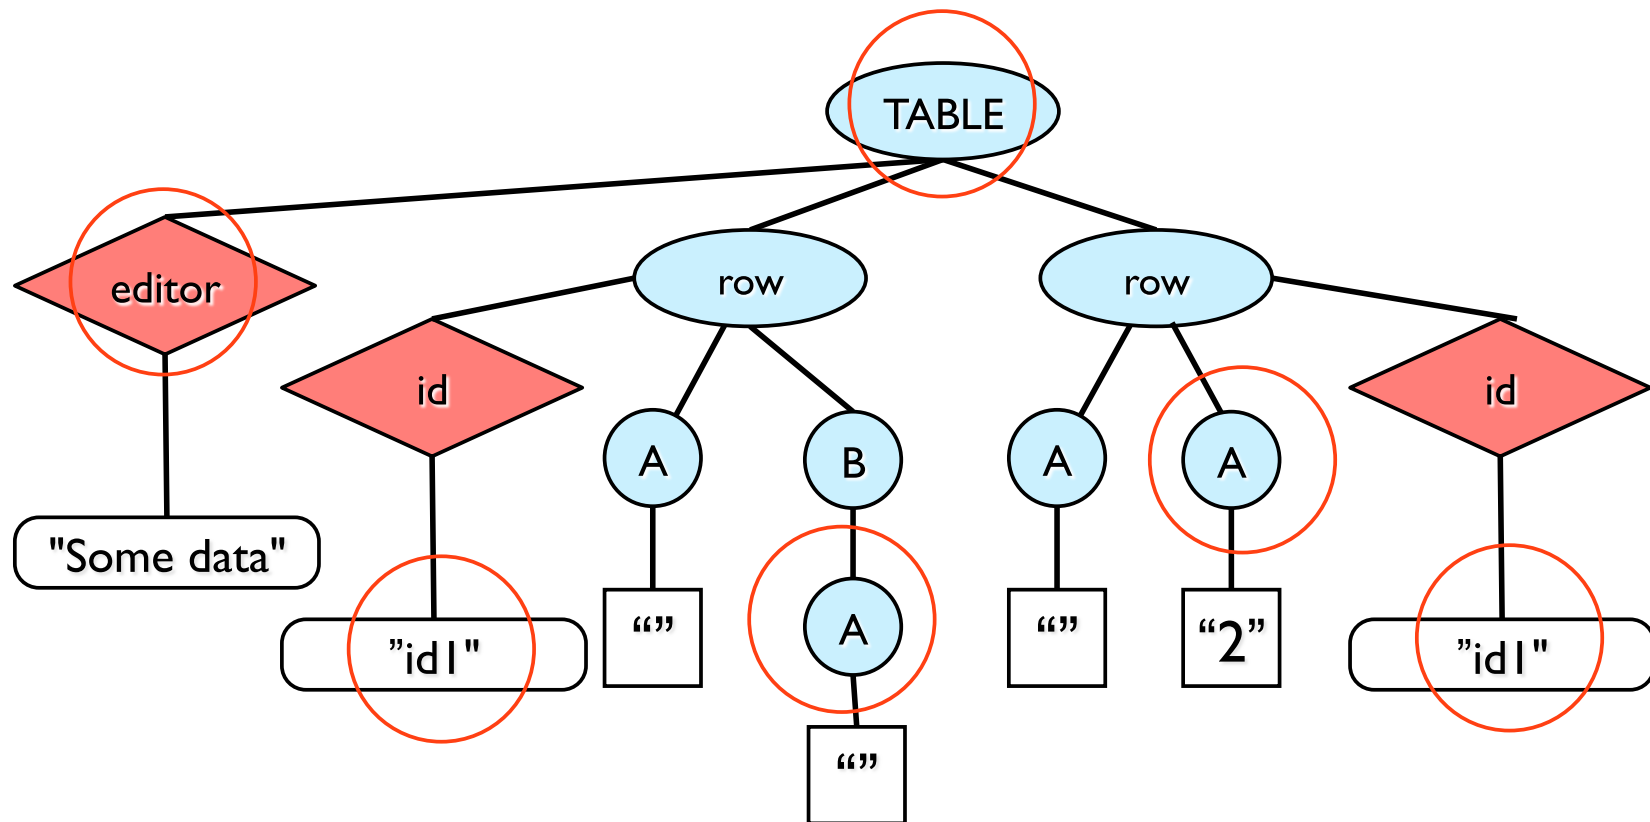 TABLE
editor
row
row
id
id
A
B
A
A
"Some data"
”id1"
“”
A
“”
“2”
”id1"
“”